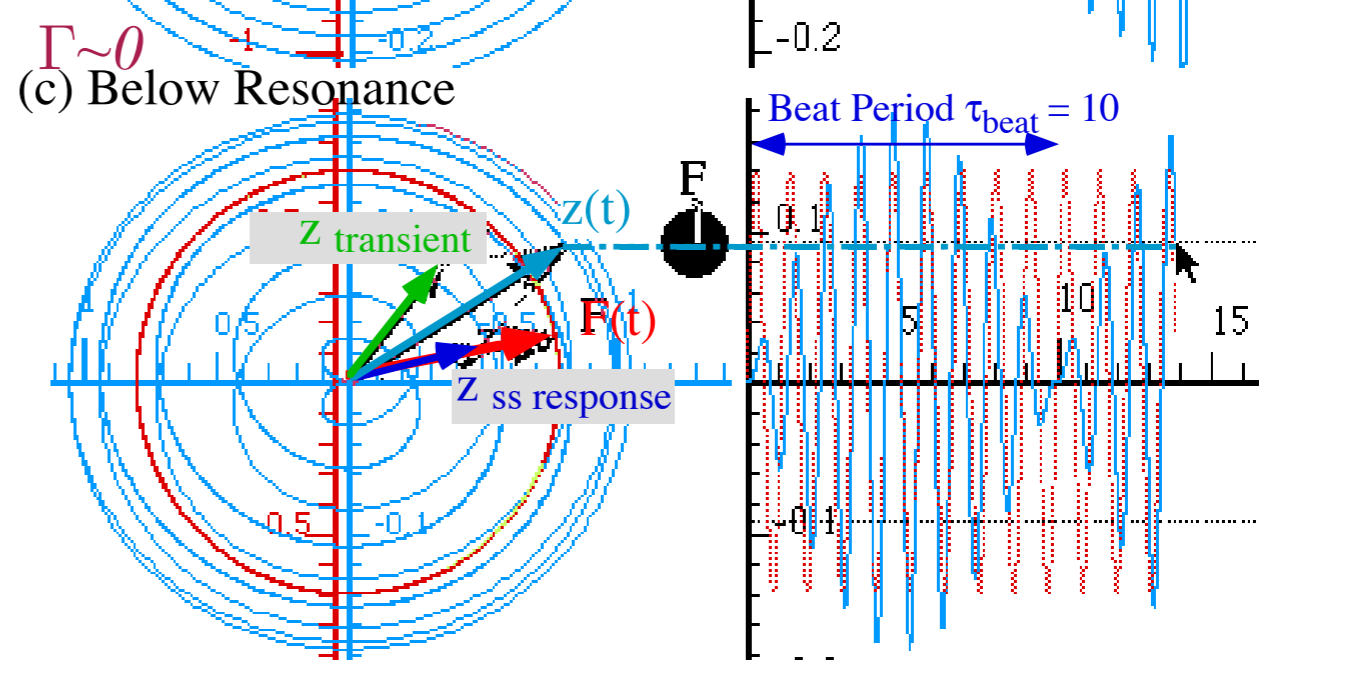 -1
-0.2
-0.2
Γ~0
(c) Below Resonance
Beat Period τbeat = 10
F
z(t)
z transient
0.1
0.5
F(t)
5
10
15
z ss response
0.5
-0.1
-0.1